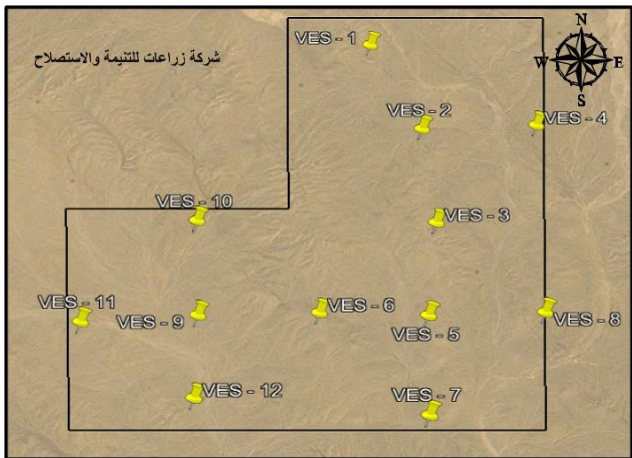 شركة زراعات للتنيمة والاستصلاح
N
W E
S
VES - 1
VES - 2
VES - 4
VES - 10
VES - 3
VES - 11
VES - 9
VES - 6
VES - 5
VES - 8
VES - 12
VES - 7